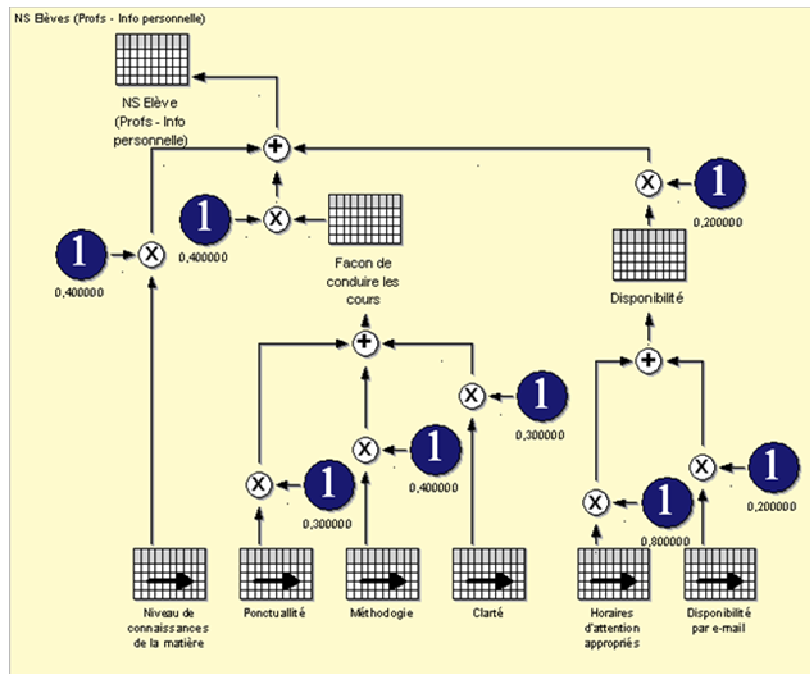 NS Elèves (Profs - Info personnelle)
NS Elève
(Profs - Info
personnelle)
+
X
1
0,200000
1
X
0,400000
1
X
0,400000
Facon de
conduire les
cours
Disponibilité
+
+
X
1
0,300000
X
1
0,400000
X
1
0,300000
X
1
0,200000
X
1
0,800000
Niveau de
connaissances
de la matière
Ponctuallité
Méthodologie
Clarté
Horaires
d'attention
appropriés
Disponibilité
par e-mail